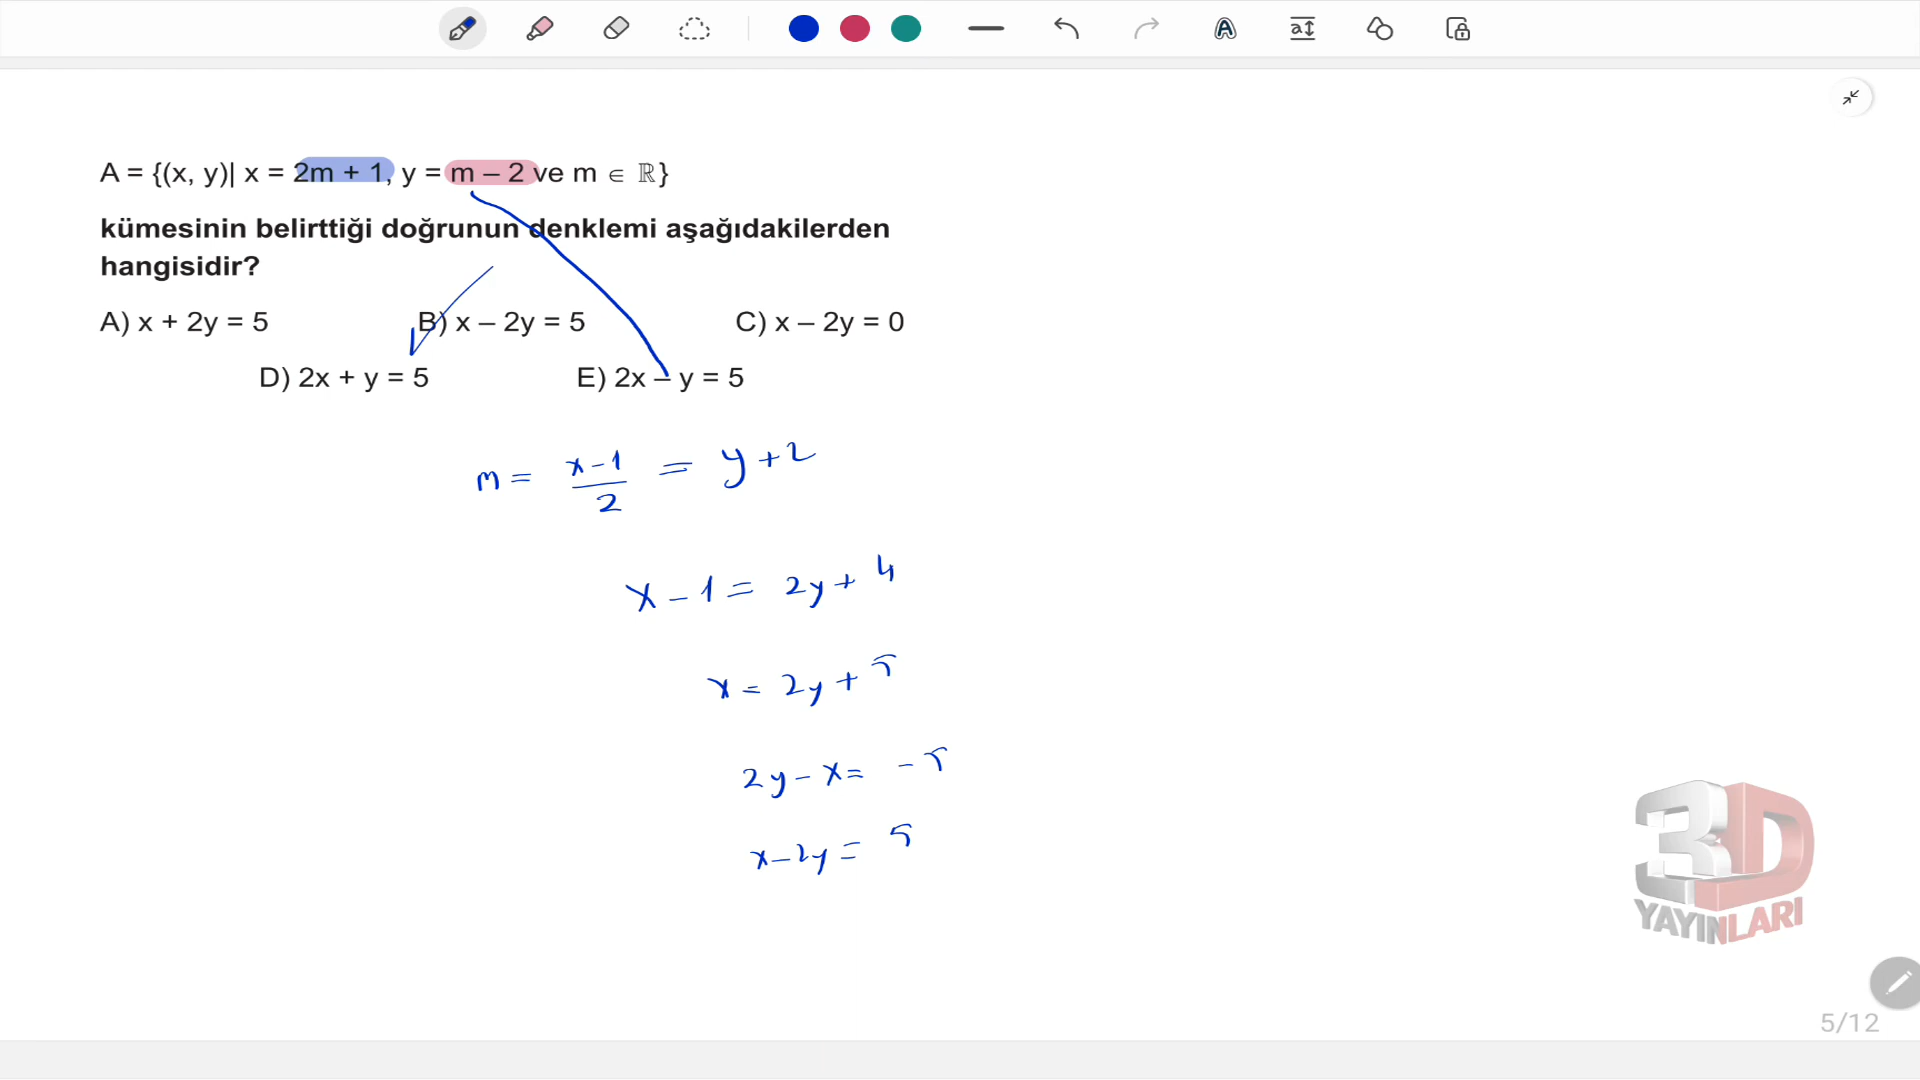 A = {(x, y)| x = 2m + 1, y = m – 2 ve m ∈ ℝ}
kümesinin belirttiği doğrunun denklemi aşağıdakilerden
hangisidir?
A) x + 2y = 5 B) x – 2y = 5 C) x – 2y = 0
D) 2x + y = 5 E) 2x – y = 5
m = (x-1)/2 = y+2
x - 1 = 2y + 4
x = 2y + 5
2y - x = - 5
x - 2y = 5
3D
YAYINLARI
5/12